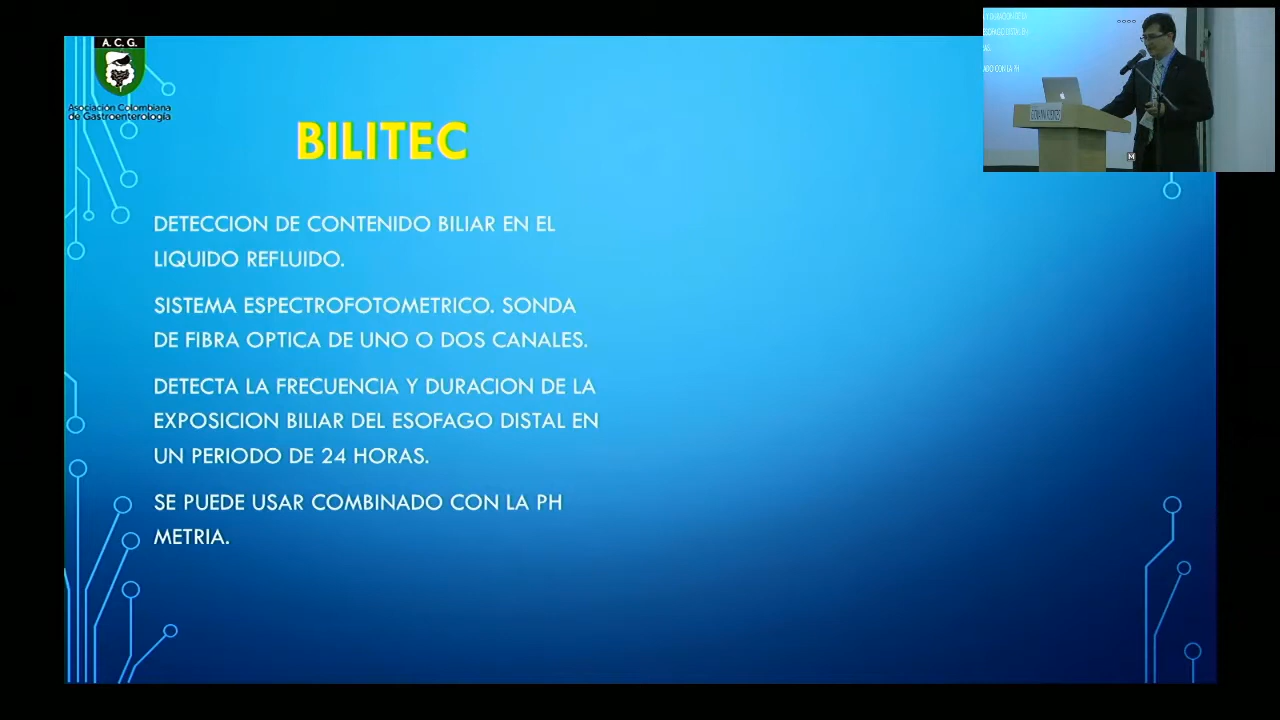 A. C. G.
Asociación Colombiana
de Gastroenterología
BILITEC
DETECCION DE CONTENIDO BILIAR EN EL
LIQUIDO REFLUIDO.
SISTEMA ESPECTROFOTOMETRICO. SONDA
DE FIBRA OPTICA DE UNO O DOS CANALES.
DETECTA LA FRECUENCIA Y DURACION DE LA
EXPOSICION BILIAR DEL ESOFAGO DISTAL EN
UN PERIODO DE 24 HORAS.
SE PUEDE USAR COMBINADO CON LA PH
METRIA.
M